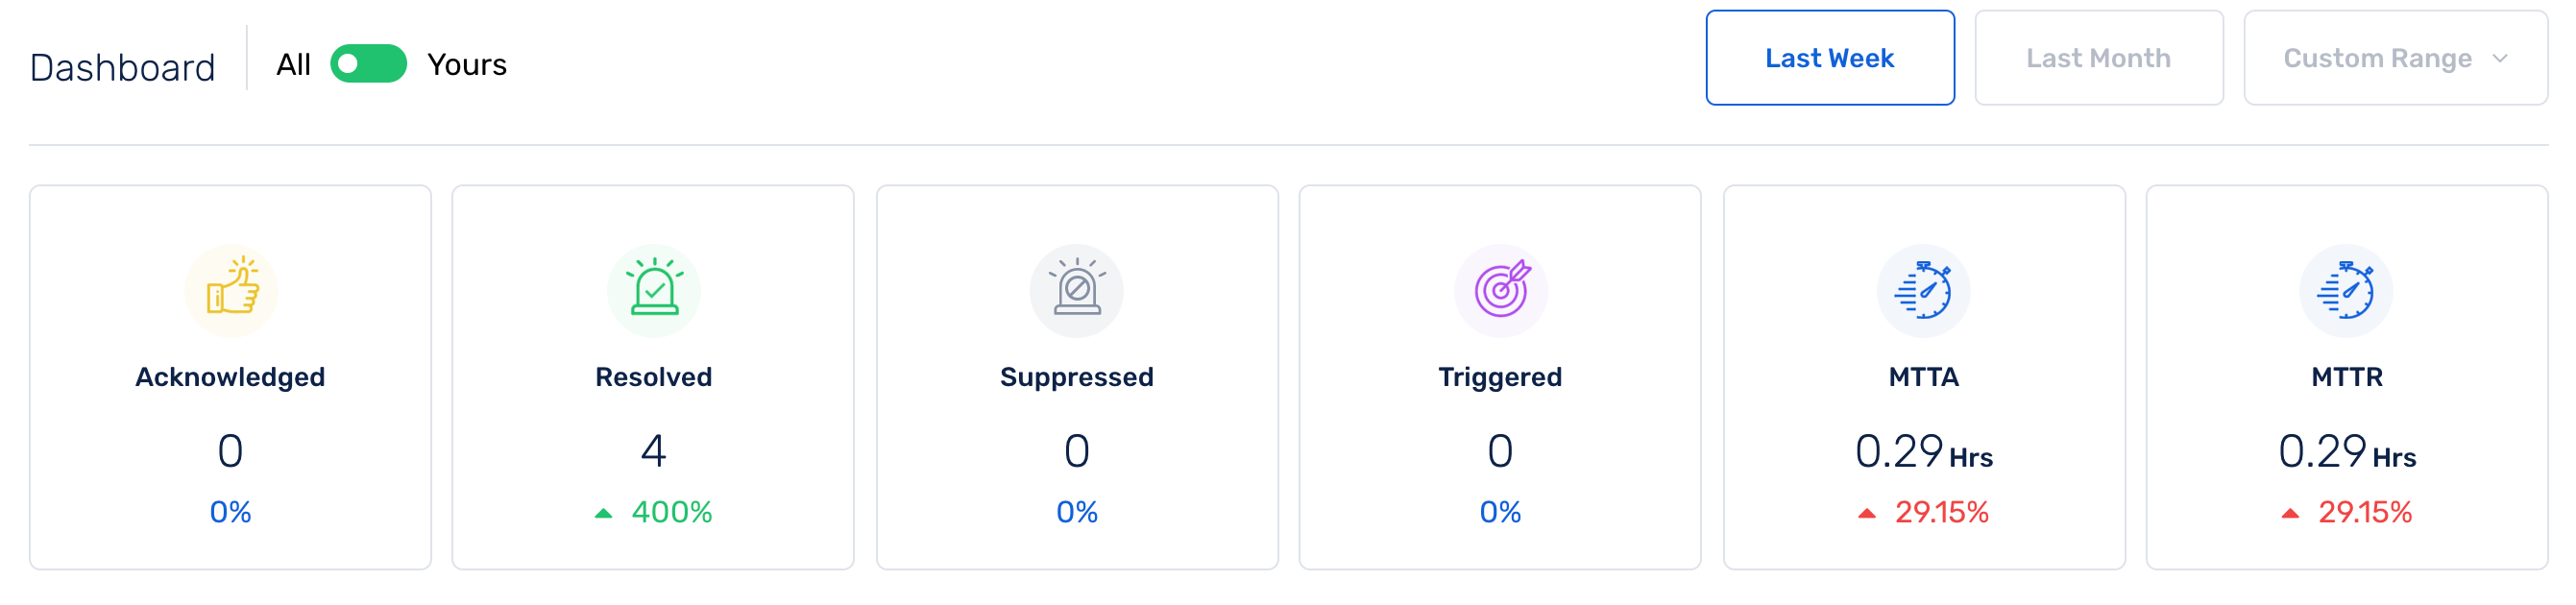 Dashboard
All Yours
Last Week
Last Month
Custom Range
Acknowledged
0
0%
Resolved
4
400%
Suppressed
0
0%
Triggered
0
0%
MTTA
0.29 Hrs
29.15%
MTTR
0.29 Hrs
29.15%